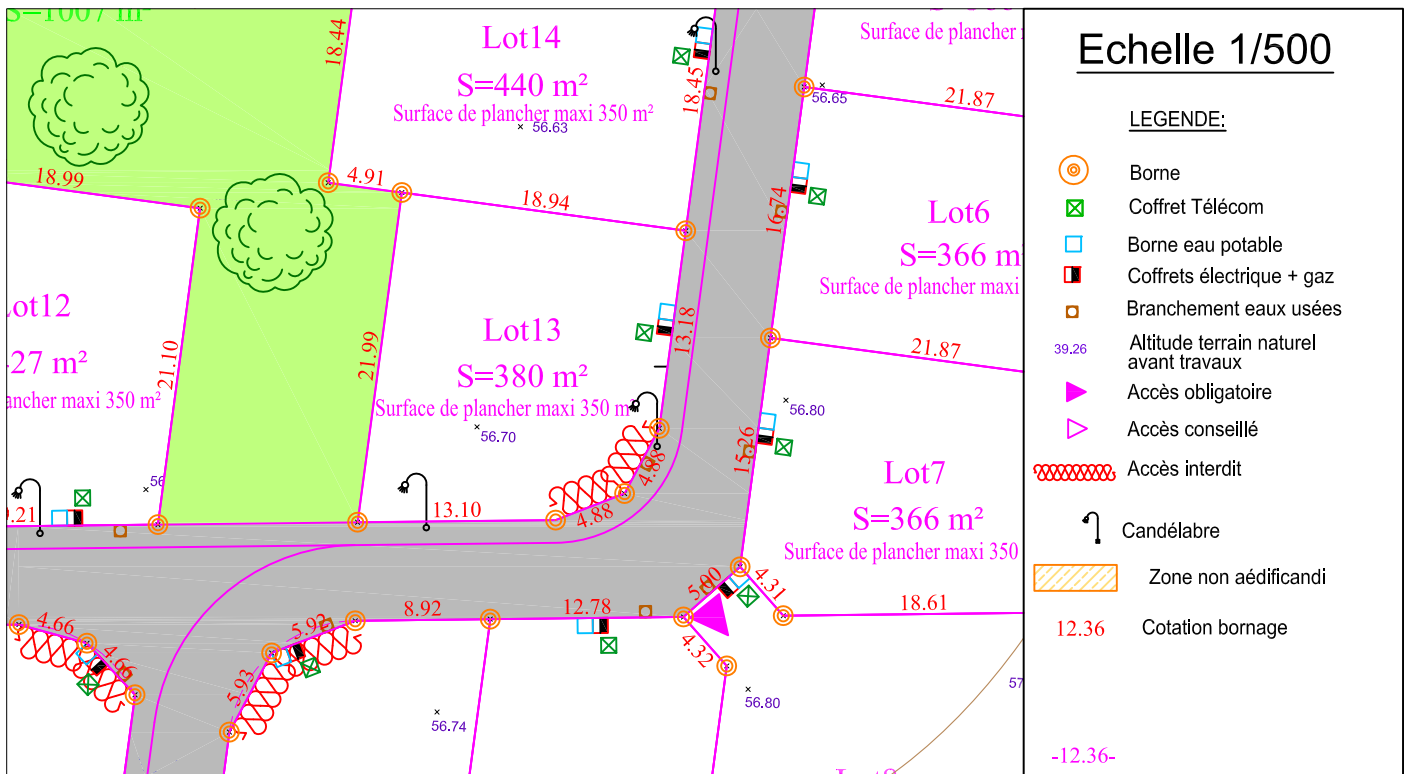 S=1007 m²
18.44
Lot14
S=440 m²
Surface de plancher maxi 350 m²
56.63
18.45
Surface de plancher
56.65
21.87
18.99
4.91
18.94
16.74
Lot6
S=366 m²
Surface de plancher maxi
Lot12
27 m²
plancher maxi 350 m²
21.10
21.99
Lot13
S=380 m²
Surface de plancher maxi 350 m²
56.70
13.18
21.87
56.80
15.26
Lot7
S=366 m²
Surface de plancher maxi 350
56
.21
13.10
4.88
4.88
4.66
4.66
5.93
5.92
8.92
12.78
5.00
4.31
4.32
18.61
56.74
56.80
57
Echelle 1/500
LEGENDE:
Borne
Coffret Télécom
Borne eau potable
Coffrets électrique + gaz
Branchement eaux usées
39.26 Altitude terrain naturel
avant travaux
Accès obligatoire
Accès conseillé
Accès interdit
Candélabre
Zone non aédificandi
12.36 Cotation bornage
-12.36-